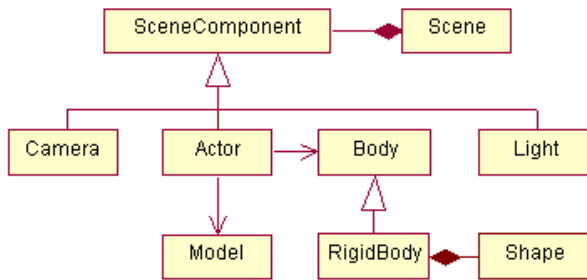 SceneComponent
Scene
Camera
Actor
Body
Light
Model
RigidBody
Shape